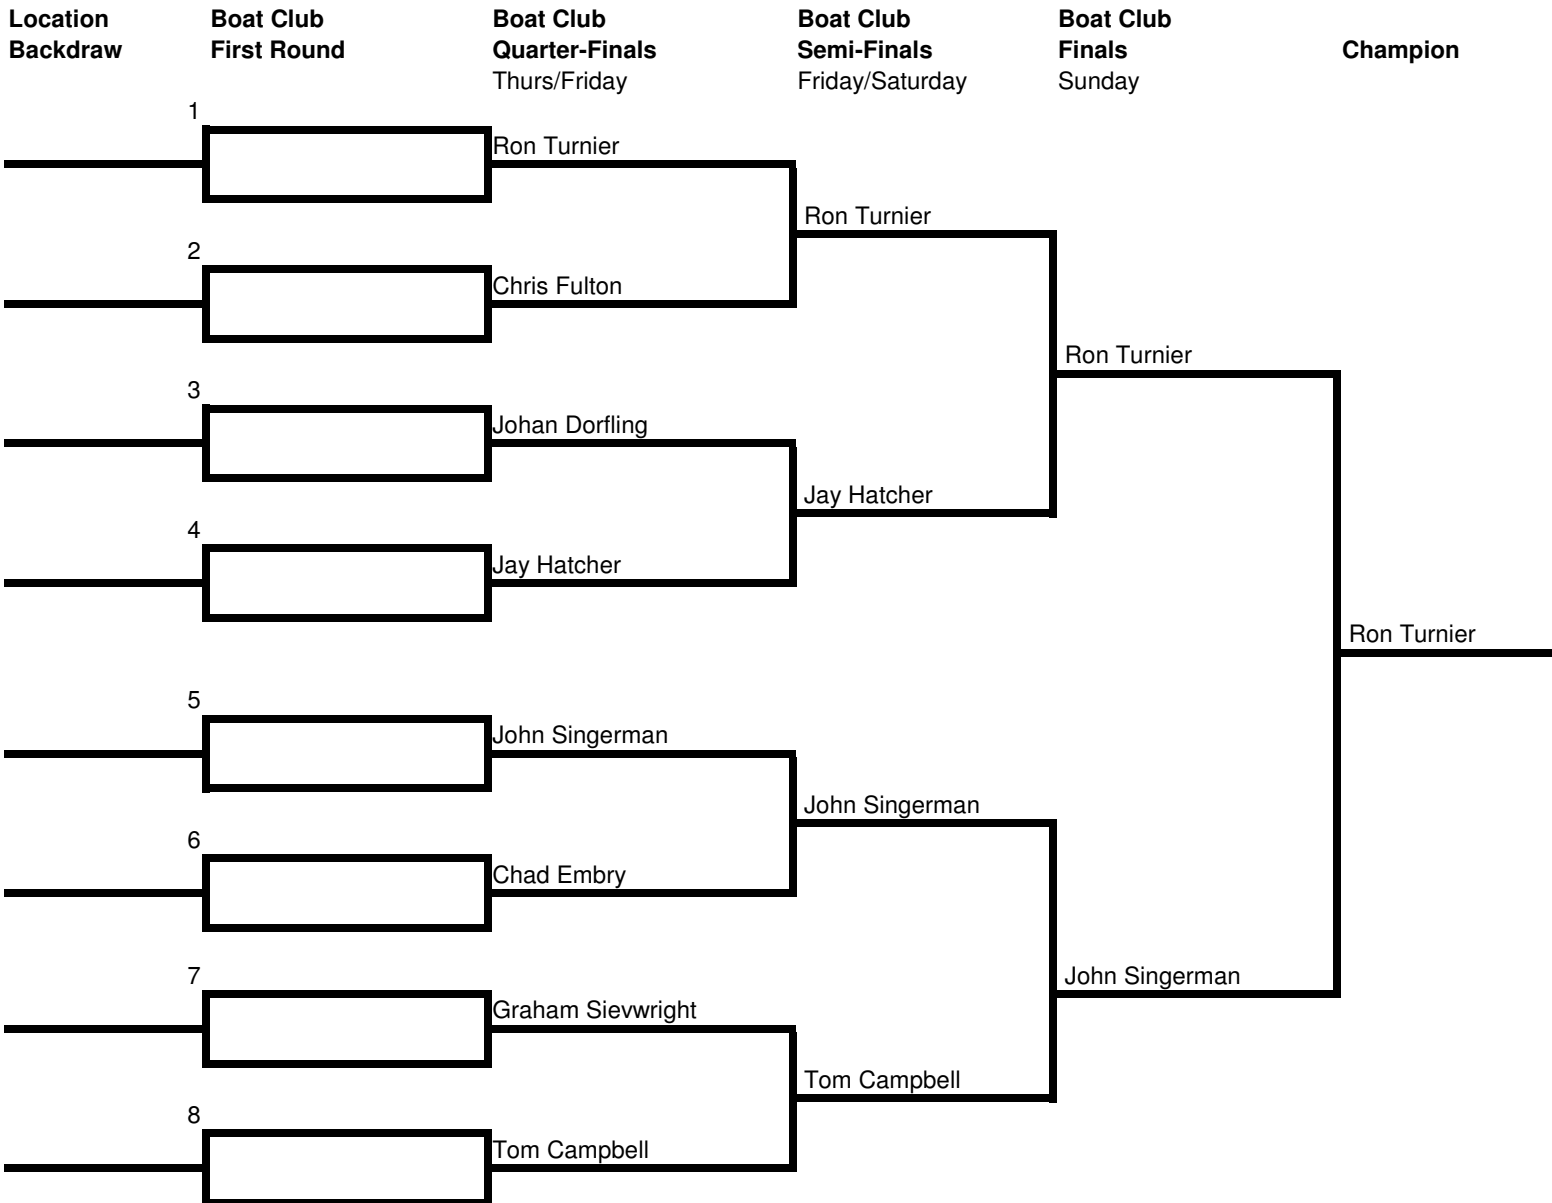 Location Backdraw
Boat Club First Round
Boat Club Quarter-Finals Thurs/Friday
Boat Club Semi-Finals Friday/Saturday
Boat Club Finals Sunday
Champion
1
Ron Turnier
Ron Turnier
2
Chris Fulton
Ron Turnier
3
Johan Dorfling
Jay Hatcher
4
Jay Hatcher
Ron Turnier
5
John Singerman
John Singerman
6
Chad Embry
John Singerman
7
Graham Sievwright
Tom Campbell
8
Tom Campbell